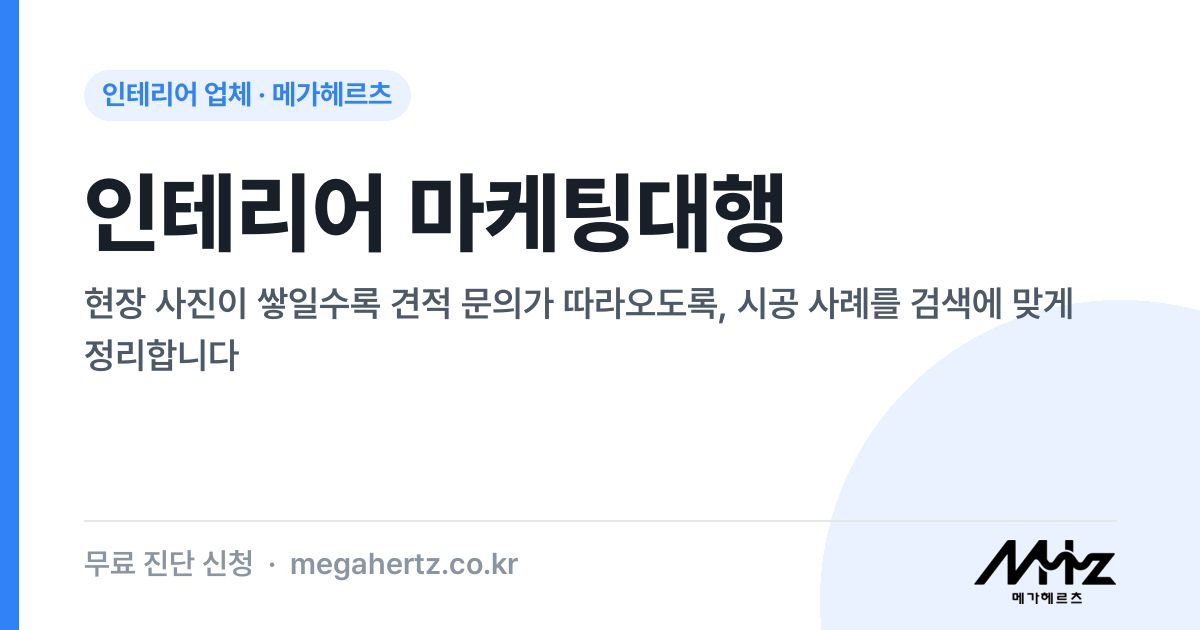 인테리어 업체 · 메가헤르츠
인테리어 마케팅대행
현장 사진이 쌓일수록 견적 문의가 따라오도록, 시공 사례를 검색에 맞게
정리합니다
무료 진단 신청 · megahertz.co.kr
MHz
메가헤르츠